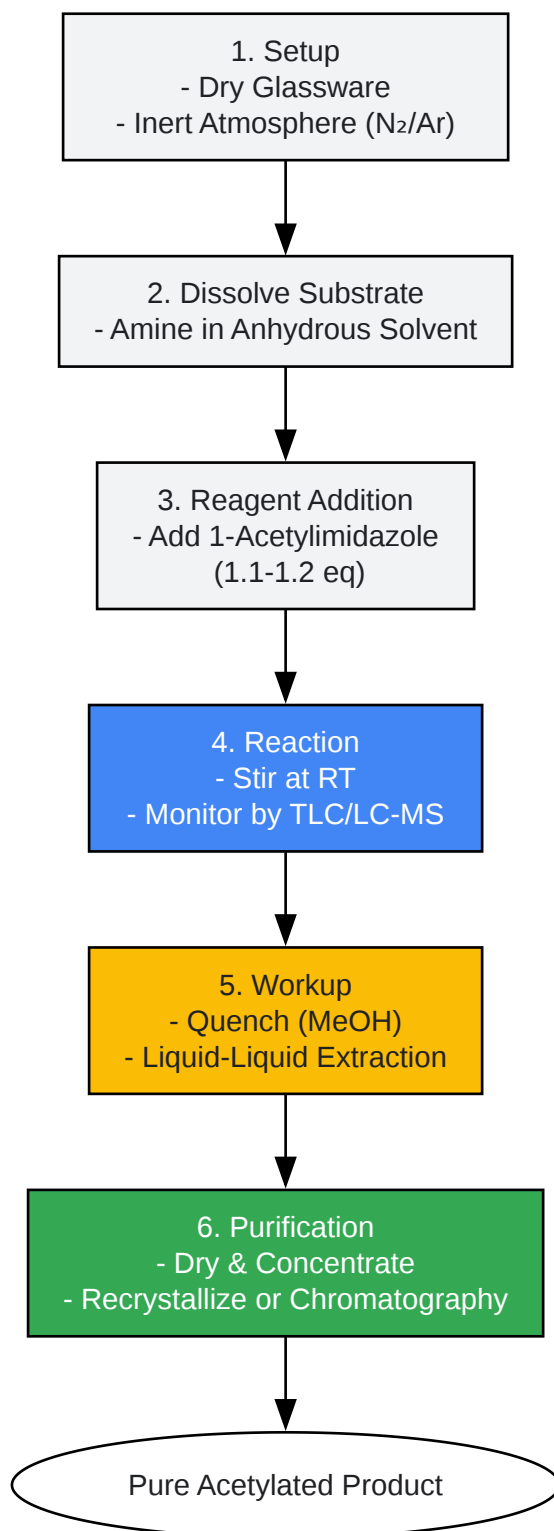 1. Setup
- Dry Glassware
- Inert Atmosphere (N₂/Ar)
2. Dissolve Substrate
- Amine in Anhydrous Solvent
3. Reagent Addition
- Add 1-Acetylimidazole
(1.1-1.2 eq)
4. Reaction
- Stir at RT
- Monitor by TLC/LC-MS
5. Workup
- Quench (MeOH)
- Liquid-Liquid Extraction
6. Purification
- Dry & Concentrate
- Recrystallize or Chromatography
Pure Acetylated Product